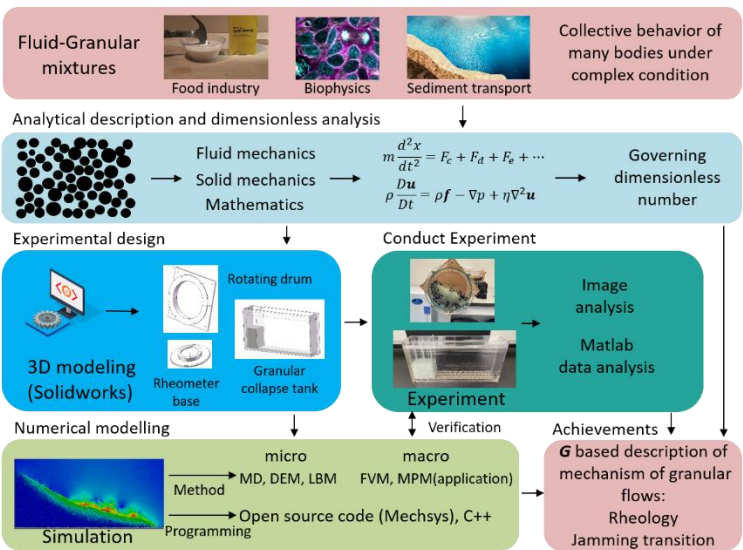 Fluid-Granular
mixtures
Food industry
Biophysics
Sediment transport
Collective behavior of
many bodies under
complex condition
Analytical description and dimensionless analysis
Fluid mechanics
Solid mechanics
Mathematics
m d²x/dt² = F_c + F_d + F_e + ⋯
ρ Du/Dt = ρf − ∇p + η∇²u
Governing
dimensionless
number
Experimental design
3D modeling
(Solidworks)
Rotating drum
Rheometer
base
Granular
collapse tank
Conduct Experiment
Experiment
Image
analysis
Matlab
data analysis
Numerical modelling
Verification
Simulation
Method
Programming
micro
MD, DEM, LBM
macro
FVM, MPM(application)
Open source code (Mechsys), C++
Achievements
G based description of
mechanism of granular
flows:
Rheology
Jamming transition